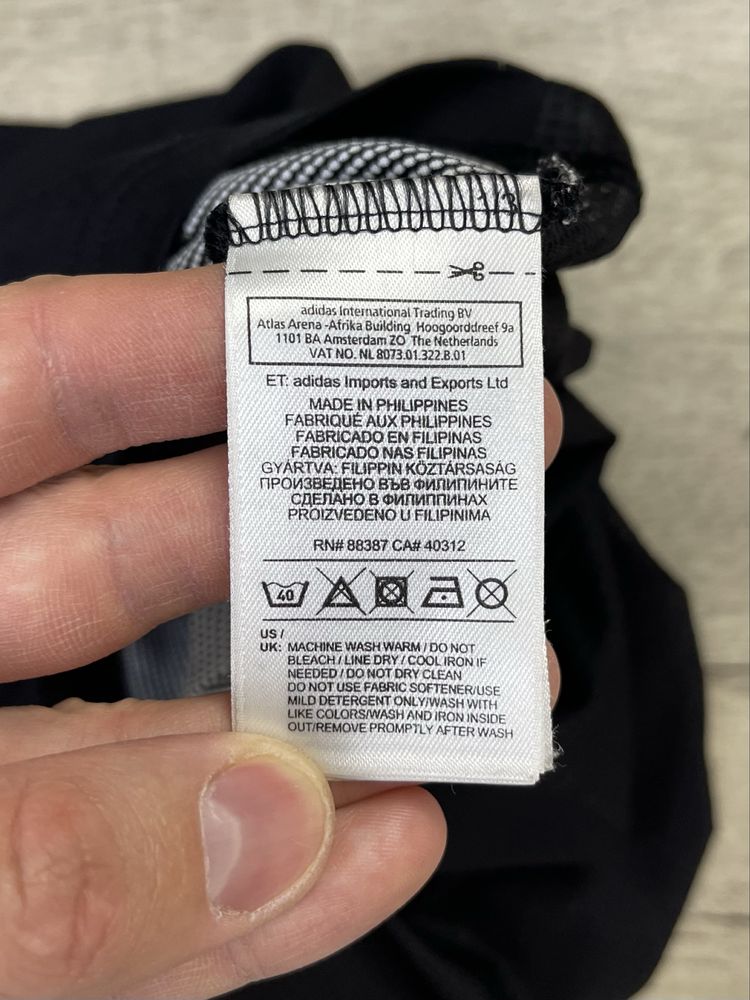 13
adidas International Trading BV
Atlas Arena -Afrika Building Hoogoorddreef 9a
1101 BA Amsterdam ZO The Netherlands
VAT NO. NL 8073.01.322.B.01
ET: adidas Imports and Exports Ltd
MADE IN PHILIPPINES
FABRIQUÉ AUX PHILIPPINES
FABRICADO EN FILIPINAS
FABRICADO NAS FILIPINAS
GYÁRTVA: FILIPPIN KÖZTÁRSASÁG
ПРОИЗВЕДЕНО ВЪВ ФИЛИПИНИТЕ
СДЕЛАНО В ФИЛИППИНАХ
PROIZVEDENO U FILIPINIMA
RN# 88387 CA# 40312
40
US /
UK: MACHINE WASH WARM / DO NOT
BLEACH / LINE DRY / COOL IRON IF
NEEDED / DO NOT DRY CLEAN
DO NOT USE FABRIC SOFTENER/USE
MILD DETERGENT ONLY/WASH WITH
LIKE COLORS/WASH AND IRON INSIDE
OUT/REMOVE PROMPTLY AFTER WASH